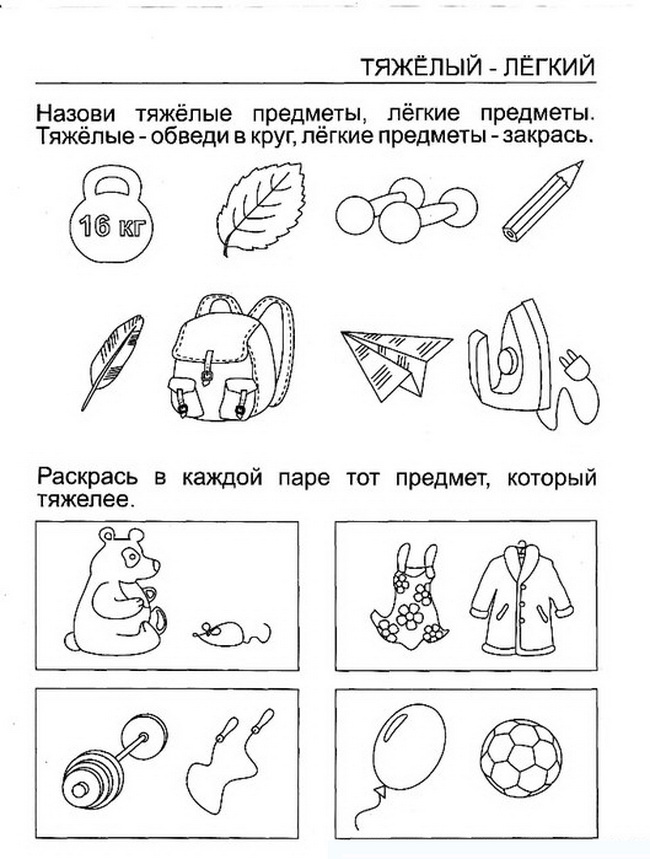 ТЯЖЁЛЫЙ - ЛЁГКИЙ
Назови тяжёлые предметы, лёгкие предметы.
Тяжёлые - обведи в круг, лёгкие предметы - закрась.
16 кг
Раскрась в каждой паре тот предмет, который
тяжелее.